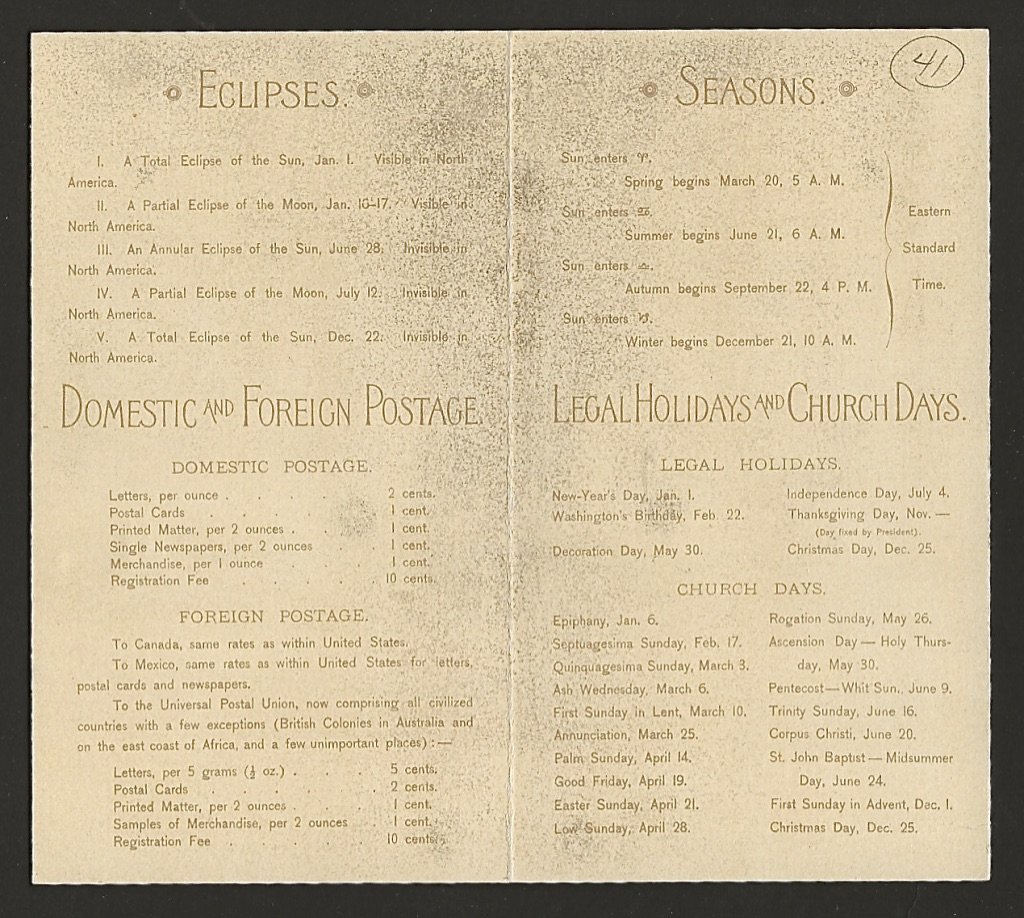 41
ECLIPSES.
I. A Total Eclipse of the Sun, Jan. 1. Visible in North
America.
II. A Partial Eclipse of the Moon, Jan. 16-17. Visible in
North America.
III. An Annular Eclipse of the Sun, June 28. Invisible in
North America.
IV. A Partial Eclipse of the Moon, July 12. Invisible in
North America.
V. A Total Eclipse of the Sun, Dec. 22. Invisible in
North America.
DOMESTIC AND FOREIGN POSTAGE.
DOMESTIC POSTAGE.
Letters, per ounce . . . . . 2 cents.
Postal Cards . . . . . 1 cent.
Printed Matter, per 2 ounces . . . 1 cent.
Single Newspapers, per 2 ounces . . 1 cent.
Merchandise, per 1 ounce . . . 1 cent.
Registration Fee . . . . . 10 cents.
FOREIGN POSTAGE.
To Canada, same rates as within United States.
To Mexico, same rates as within United States for letters,
postal cards and newspapers.
To the Universal Postal Union, now comprising all civilized
countries with a few exceptions (British Colonies in Australia and
on the east coast of Africa, and a few unimportant places) :—
Letters, per 5 grams (½ oz.) . . . 5 cents.
Postal Cards . . . . . 2 cents.
Printed Matter, per 2 ounces . . . 1 cent.
Samples of Merchandise, per 2 ounces . 1 cent.
Registration Fee . . . . . 10 cents.
SEASONS.
Sun enters ♈.
Spring begins March 20, 5 A. M.
Sun enters ♋.
Summer begins June 21, 6 A. M.
Sun enters ♎.
Autumn begins September 22, 4 P. M.
Sun enters ♑.
Winter begins December 21, 10 A. M.
Eastern
Standard
Time.
LEGAL HOLIDAYS AND CHURCH DAYS.
LEGAL HOLIDAYS.
New-Year's Day, Jan. 1.
Washington's Birthday, Feb. 22.
Decoration Day, May 30.
Independence Day, July 4.
Thanksgiving Day, Nov. —
(Day fixed by President).
Christmas Day, Dec. 25.
CHURCH DAYS.
Epiphany, Jan. 6.
Septuagesima Sunday, Feb. 17.
Quinquagesima Sunday, March 3.
Ash Wednesday, March 6.
First Sunday in Lent, March 10.
Annunciation, March 25.
Palm Sunday, April 14.
Good Friday, April 19.
Easter Sunday, April 21.
Low Sunday, April 28.
Rogation Sunday, May 26.
Ascension Day — Holy Thurs-
day, May 30.
Pentecost — Whit Sun., June 9.
Trinity Sunday, June 16.
Corpus Christi, June 20.
St. John Baptist — Midsummer
Day, June 24.
First Sunday in Advent, Dec. 1.
Christmas Day, Dec. 25.